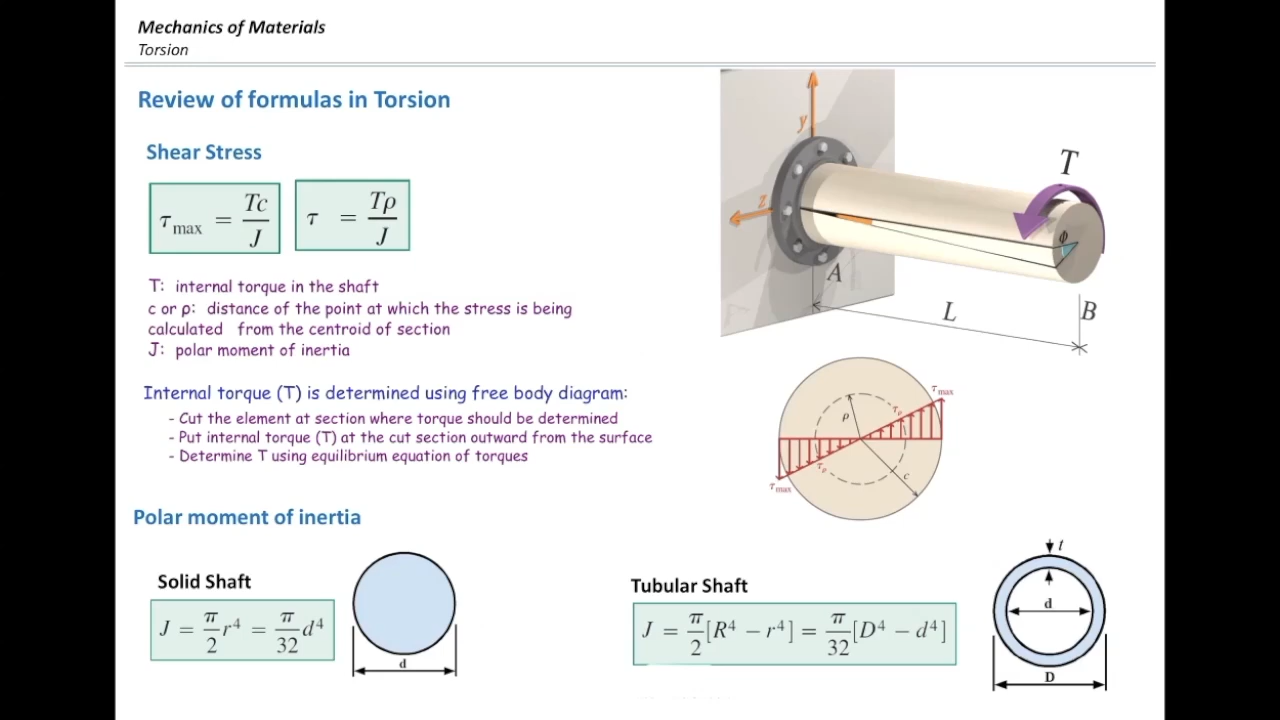 Mechanics of Materials
Torsion
Review of formulas in Torsion
Shear Stress
τmax = Tc/J
τ = Tρ/J
T: internal torque in the shaft
c or ρ: distance of the point at which the stress is being
calculated from the centroid of section
J: polar moment of inertia
Internal torque (T) is determined using free body diagram:
- Cut the element at section where torque should be determined
- Put internal torque (T) at the cut section outward from the surface
- Determine T using equilibrium equation of torques
y
z
T
ϕ
A
L
B
τmax
ρ
τρ
τρ
c
τmax
Polar moment of inertia
Solid Shaft
J = π/2 r⁴ = π/32 d⁴
d
Tubular Shaft
J = π/2 [R⁴ − r⁴] = π/32 [D⁴ − d⁴]
t
d
D